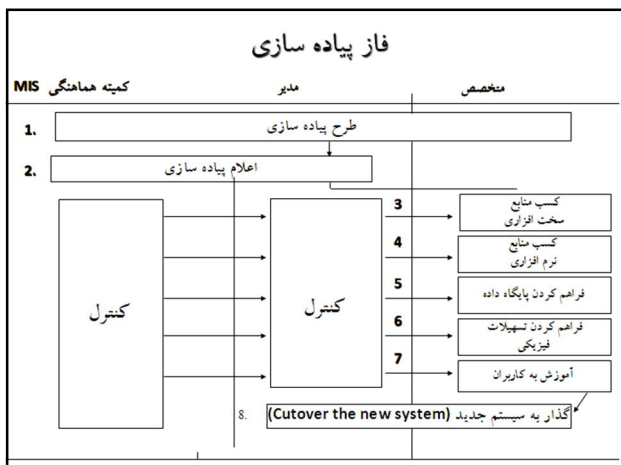 فاز پیاده سازی
متخصص
مدیر
کمیته هماهنگی MIS
1. طرح پیاده سازی
2. اعلام پیاده سازی
کنترل
کنترل
3 کسب منابع
سخت افزاری
4 کسب منابع
نرم افزاری
5 فراهم کردن پایگاه داده
6 فراهم کردن تسهیلات
فیزیکی
7 آموزش به کاربران
8. گذار به سیستم جدید (Cutover the new system)